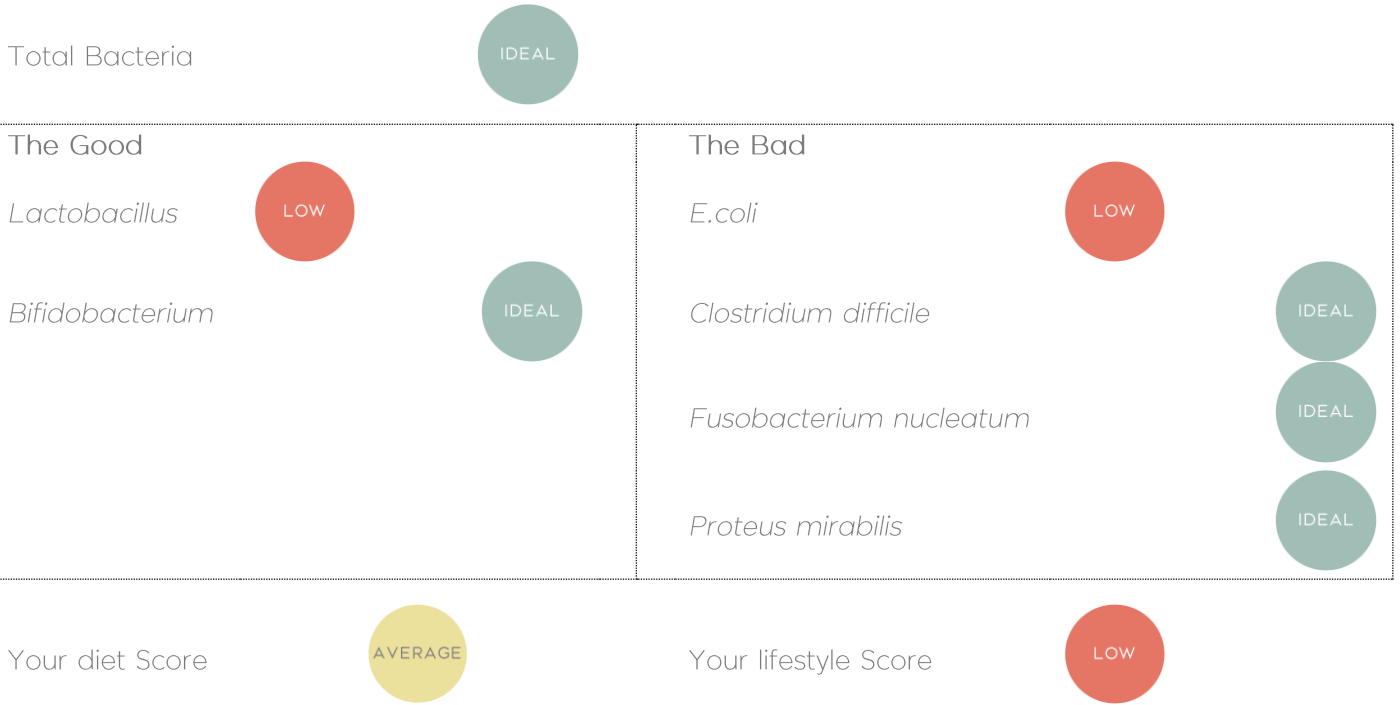 Total Bacteria IDEAL
The Good
Lactobacillus LOW
Bifidobacterium IDEAL
The Bad
E.coli LOW
Clostridium difficile IDEAL
Fusobacterium nucleatum IDEAL
Proteus mirabilis IDEAL
Your diet Score AVERAGE
Your lifestyle Score LOW